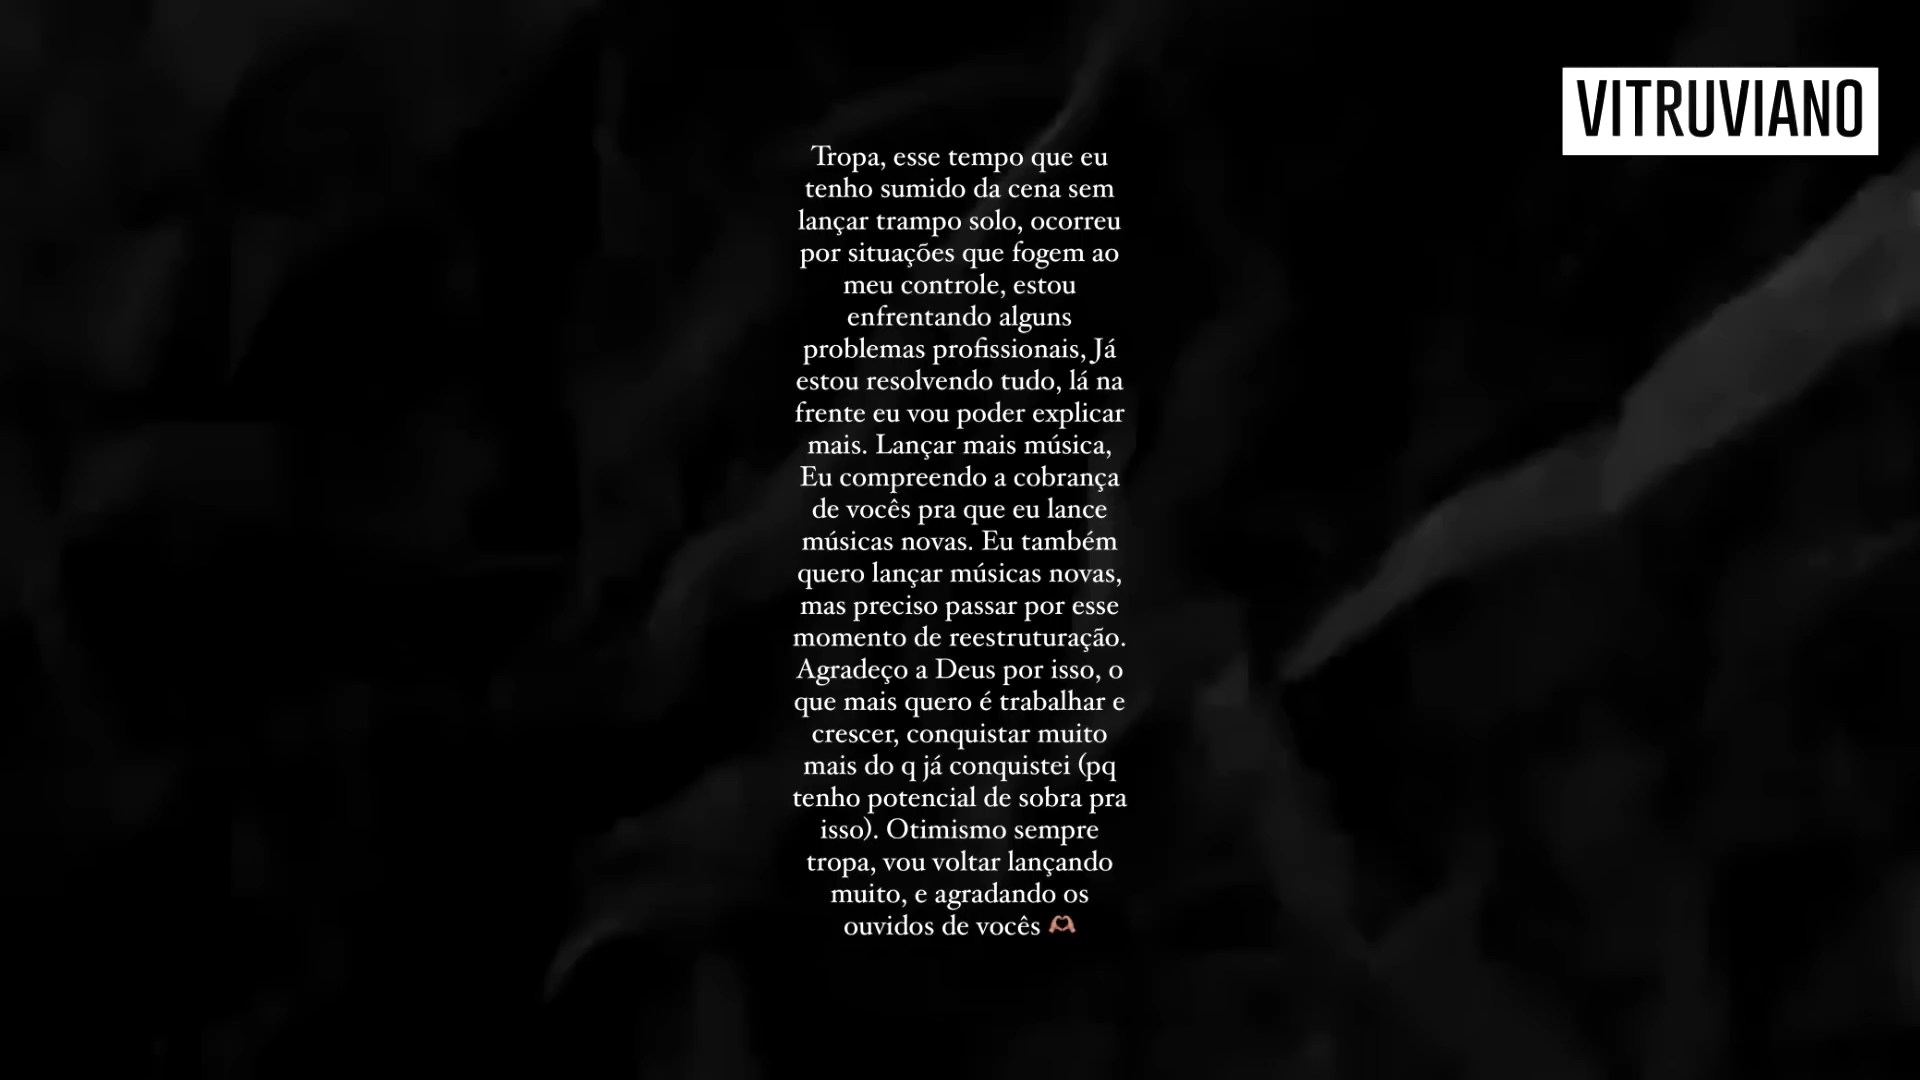 VITRUVIANO
Tropa, esse tempo que eu
tenho sumido da cena sem
lançar trampo solo, ocorreu
por situações que fogem ao
meu controle, estou
enfrentando alguns
problemas profissionais, Já
estou resolvendo tudo, lá na
frente eu vou poder explicar
mais. Lançar mais música,
Eu compreendo a cobrança
de vocês pra que eu lance
músicas novas. Eu também
quero lançar músicas novas,
mas preciso passar por esse
momento de reestruturação.
Agradeço a Deus por isso, o
que mais quero é trabalhar e
crescer, conquistar muito
mais do q já conquistei (pq
tenho potencial de sobra pra
isso). Otimismo sempre
tropa, vou voltar lançando
muito, e agradando os
ouvidos de vocês 🫶🏽